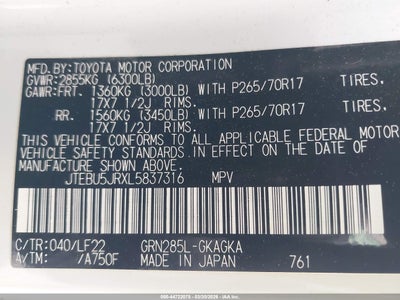 MFD.BY:TOYOTA MOTOR CORPORATION
GVWR:2855KG (6300LB)
GAWR:FRT. 1360KG (3000LB) WITH P265/70R17 TIRES,
17X7 1/2J RIMS.
RR. 1560KG (3450LB) WITH P265/70R17 TIRES,
17X7 1/2J RIMS.
THIS VEHICLE CONFORMS TO ALL APPLICABLE FEDERAL MOTOR
VEHICLE SAFETY STANDARDS IN EFFECT ON THE DATE OF
MANUFACTURE SHOWN ABOVE.
JTEBU5JRXL5837316 MPV
C/TR:040/LF22 GRN285L-GKAGKA
A/TM: /A750F MADE IN JAPAN 761